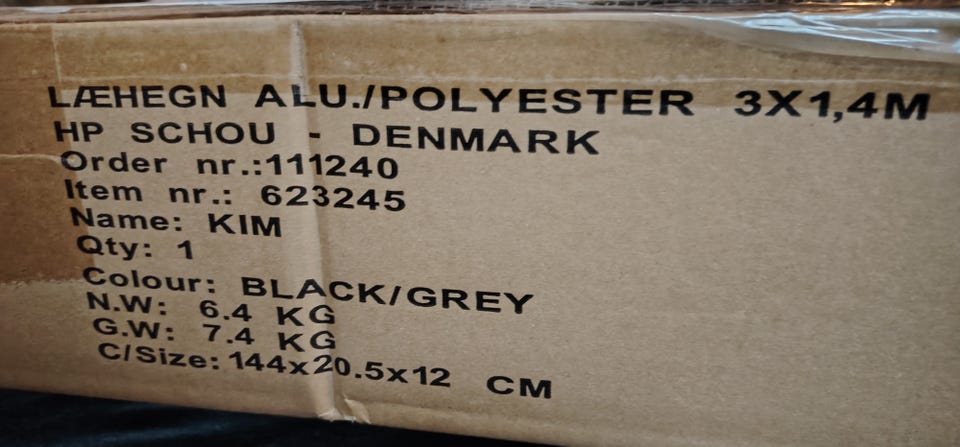 LÆHEGN ALU./POLYESTER 3X1,4M
HP SCHOU - DENMARK
Order nr.:111240
Item nr.: 623245
Name: KIM
Qty: 1
Colour: BLACK/GREY
N.W: 6.4 KG
G.W: 7.4 KG
C/Size: 144x20.5x12 CM